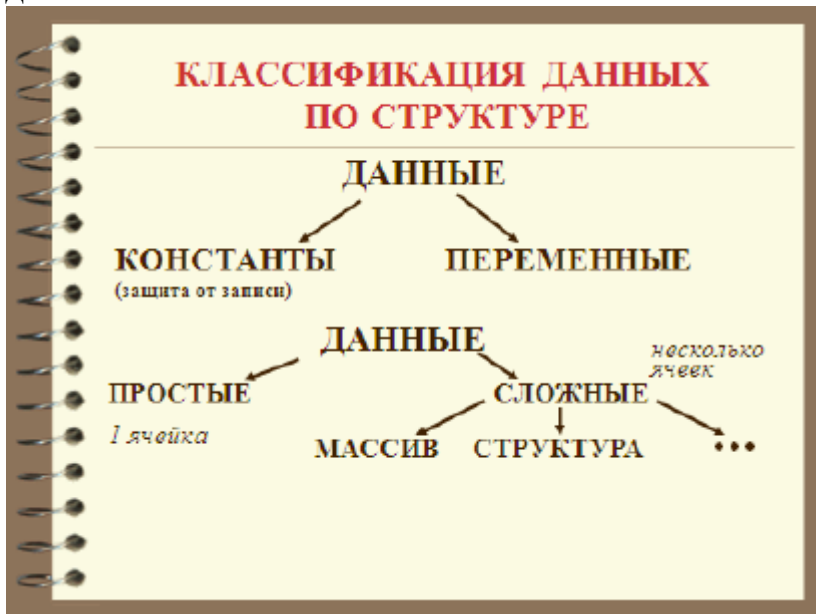 КЛАССИФИКАЦИЯ ДАННЫХ
ПО СТРУКТУРЕ
ДАННЫЕ
КОНСТАНТЫ ПЕРЕМЕННЫЕ
(защита от записи)
ДАННЫЕ
несколько
ячеек
ПРОСТЫЕ СЛОЖНЫЕ
1 ячейка
МАССИВ СТРУКТУРА •••